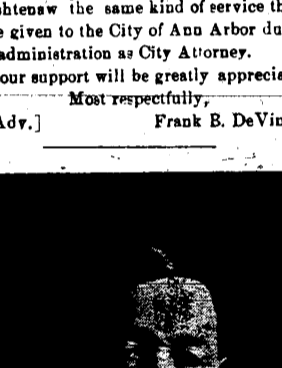 htenaw the same kind of service th
e given to the City of Ann Arbor du
administration as City Attorney.
our support will be greatly apprecia
Most respectfully,
Adv.] Frank B. DeVin